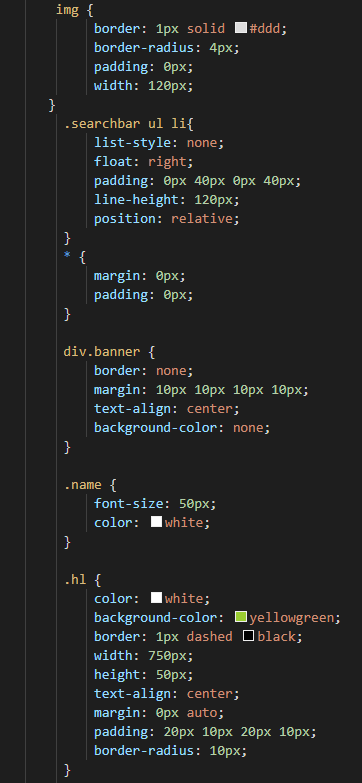 img {
border: 1px solid #ddd;
border-radius: 4px;
padding: 0px;
width: 120px;
}
.searchbar ul li{
list-style: none;
float: right;
padding: 0px 40px 0px 40px;
line-height: 120px;
position: relative;
}
* {
margin: 0px;
padding: 0px;
}
div.banner {
border: none;
margin: 10px 10px 10px 10px;
text-align: center;
background-color: none;
}
.name {
font-size: 50px;
color: white;
}
.hl {
color: white;
background-color: yellowgreen;
border: 1px dashed black;
width: 750px;
height: 50px;
text-align: center;
margin: 0px auto;
padding: 20px 10px 20px 10px;
border-radius: 10px;
}